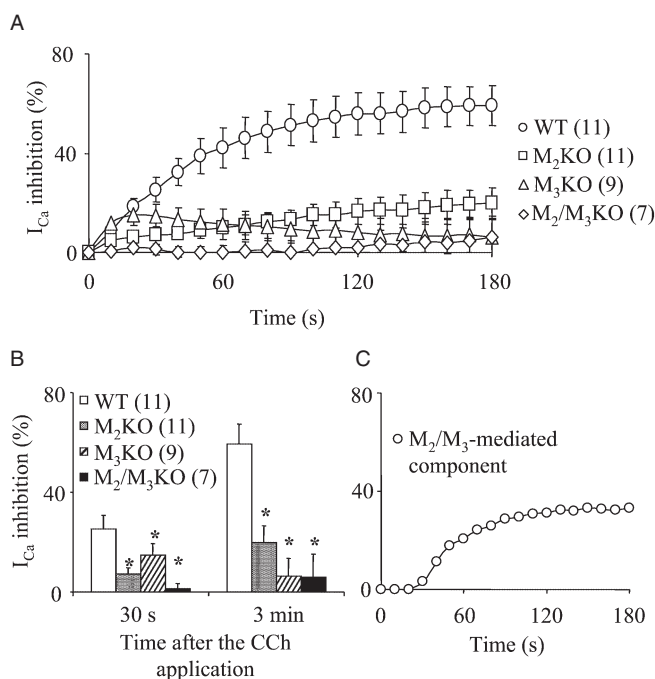 A
80
40
0
I_Ca inhibition (%)
0
60
120
180
Time (s)
WT (11)
M₂KO (11)
M₃KO (9)
M₂/M₃KO (7)
B
80
40
0
I_Ca inhibition (%)
WT (11)
M₂KO (11)
M₃KO (9)
M₂/M₃KO (7)
*
*
*
*
*
*
30 s
3 min
Time after the CCh
application
C
80
40
0
M₂/M₃-mediated
component
0
60
120
180
Time (s)